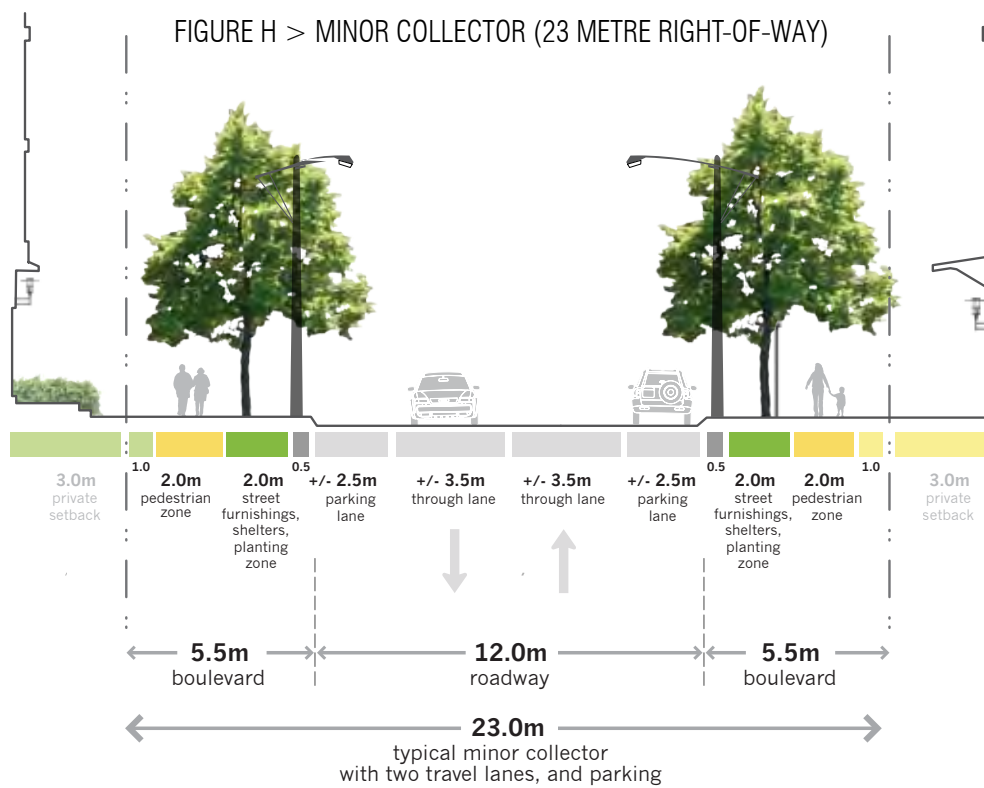 FIGURE H > MINOR COLLECTOR (23 METRE RIGHT-OF-WAY)
3.0m
private
setback
1.0
2.0m
pedestrian
zone
2.0m
street
furnishings,
shelters,
planting
zone
0.5
+/- 2.5m
parking
lane
+/- 3.5m
through lane
+/- 3.5m
through lane
+/- 2.5m
parking
lane
0.5
2.0m
street
furnishings,
shelters,
planting
zone
2.0m
pedestrian
zone
1.0
3.0m
private
setback
5.5m
boulevard
12.0m
roadway
5.5m
boulevard
23.0m
typical minor collector
with two travel lanes, and parking